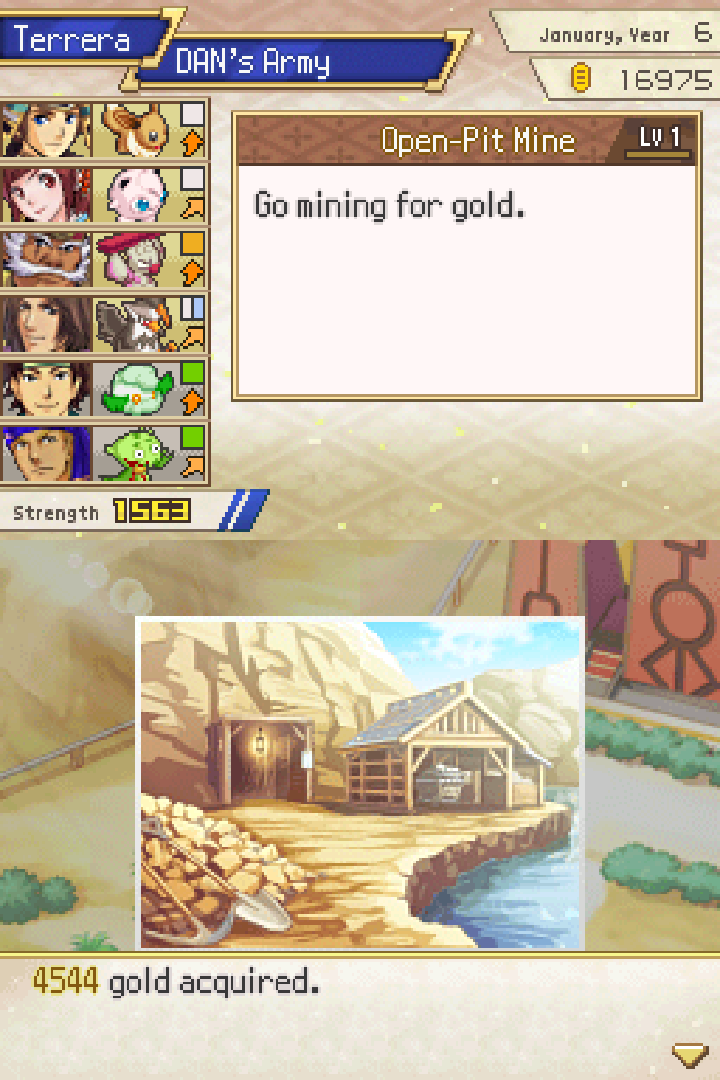 Terrera
DAN's Army
January, Year 6
16975
Open-Pit Mine
Lv 1
Go mining for gold.
Strength 1563
4544 gold acquired.